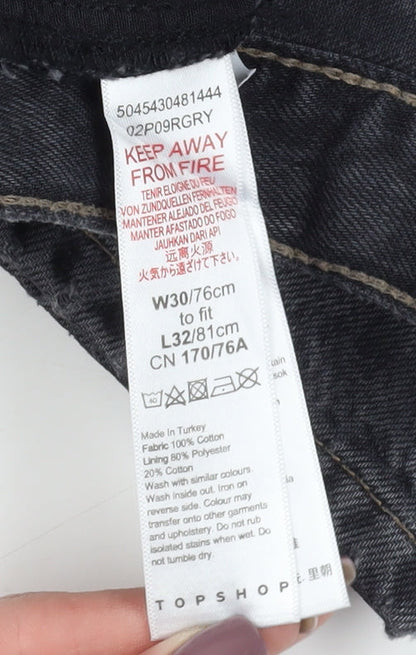 5045430481444
02P09RGRY
KEEP AWAY
FROM FIRE
TENIR ELOIGNE DU FEU
VON ZUNDQUELLEN FERNHALTEN
MANTENER ALEJADO DEL FEUGO
MANTER AFASTADO DO FOGO
JAUHKAN DARI API
远离火源
火気から遠ざけて下さい。
W30/76cm
to fit
L32/81cm
CN 170/76A
40
Made in Turkey
Fabric 100% Cotton
Lining 80% Polyester
20% Cotton
Wash with similar colours.
Wash inside out. Iron on
reverse side. Colour may
transfer onto other garments
and upholstery. Do not rub
isolated stains when wet. Do
not tumble dry.
TOPSHOP
里朝